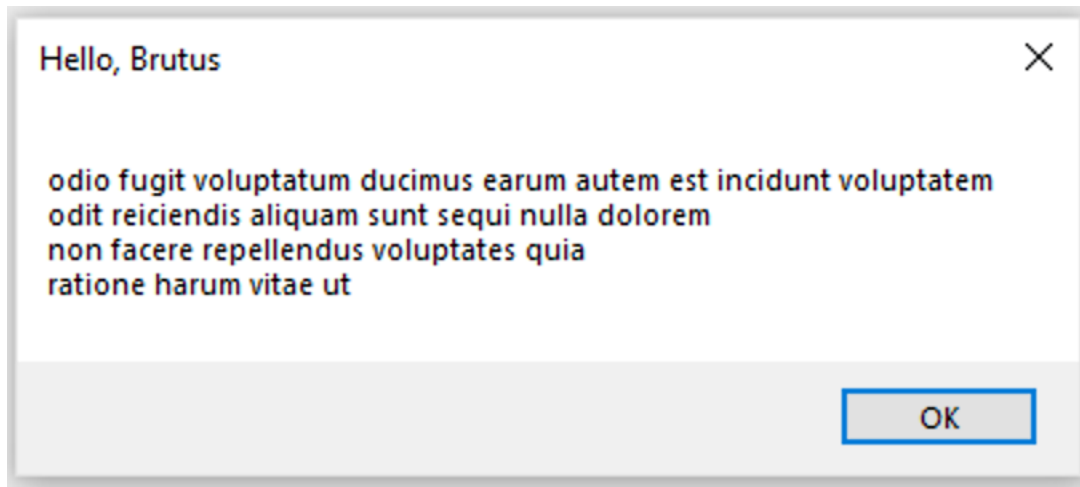 Hello, Brutus
odio fugit voluptatum ducimus earum autem est incidunt voluptatem
odit reiciendis aliquam sunt sequi nulla dolorem
non facere repellendus voluptates quia
ratione harum vitae ut
OK